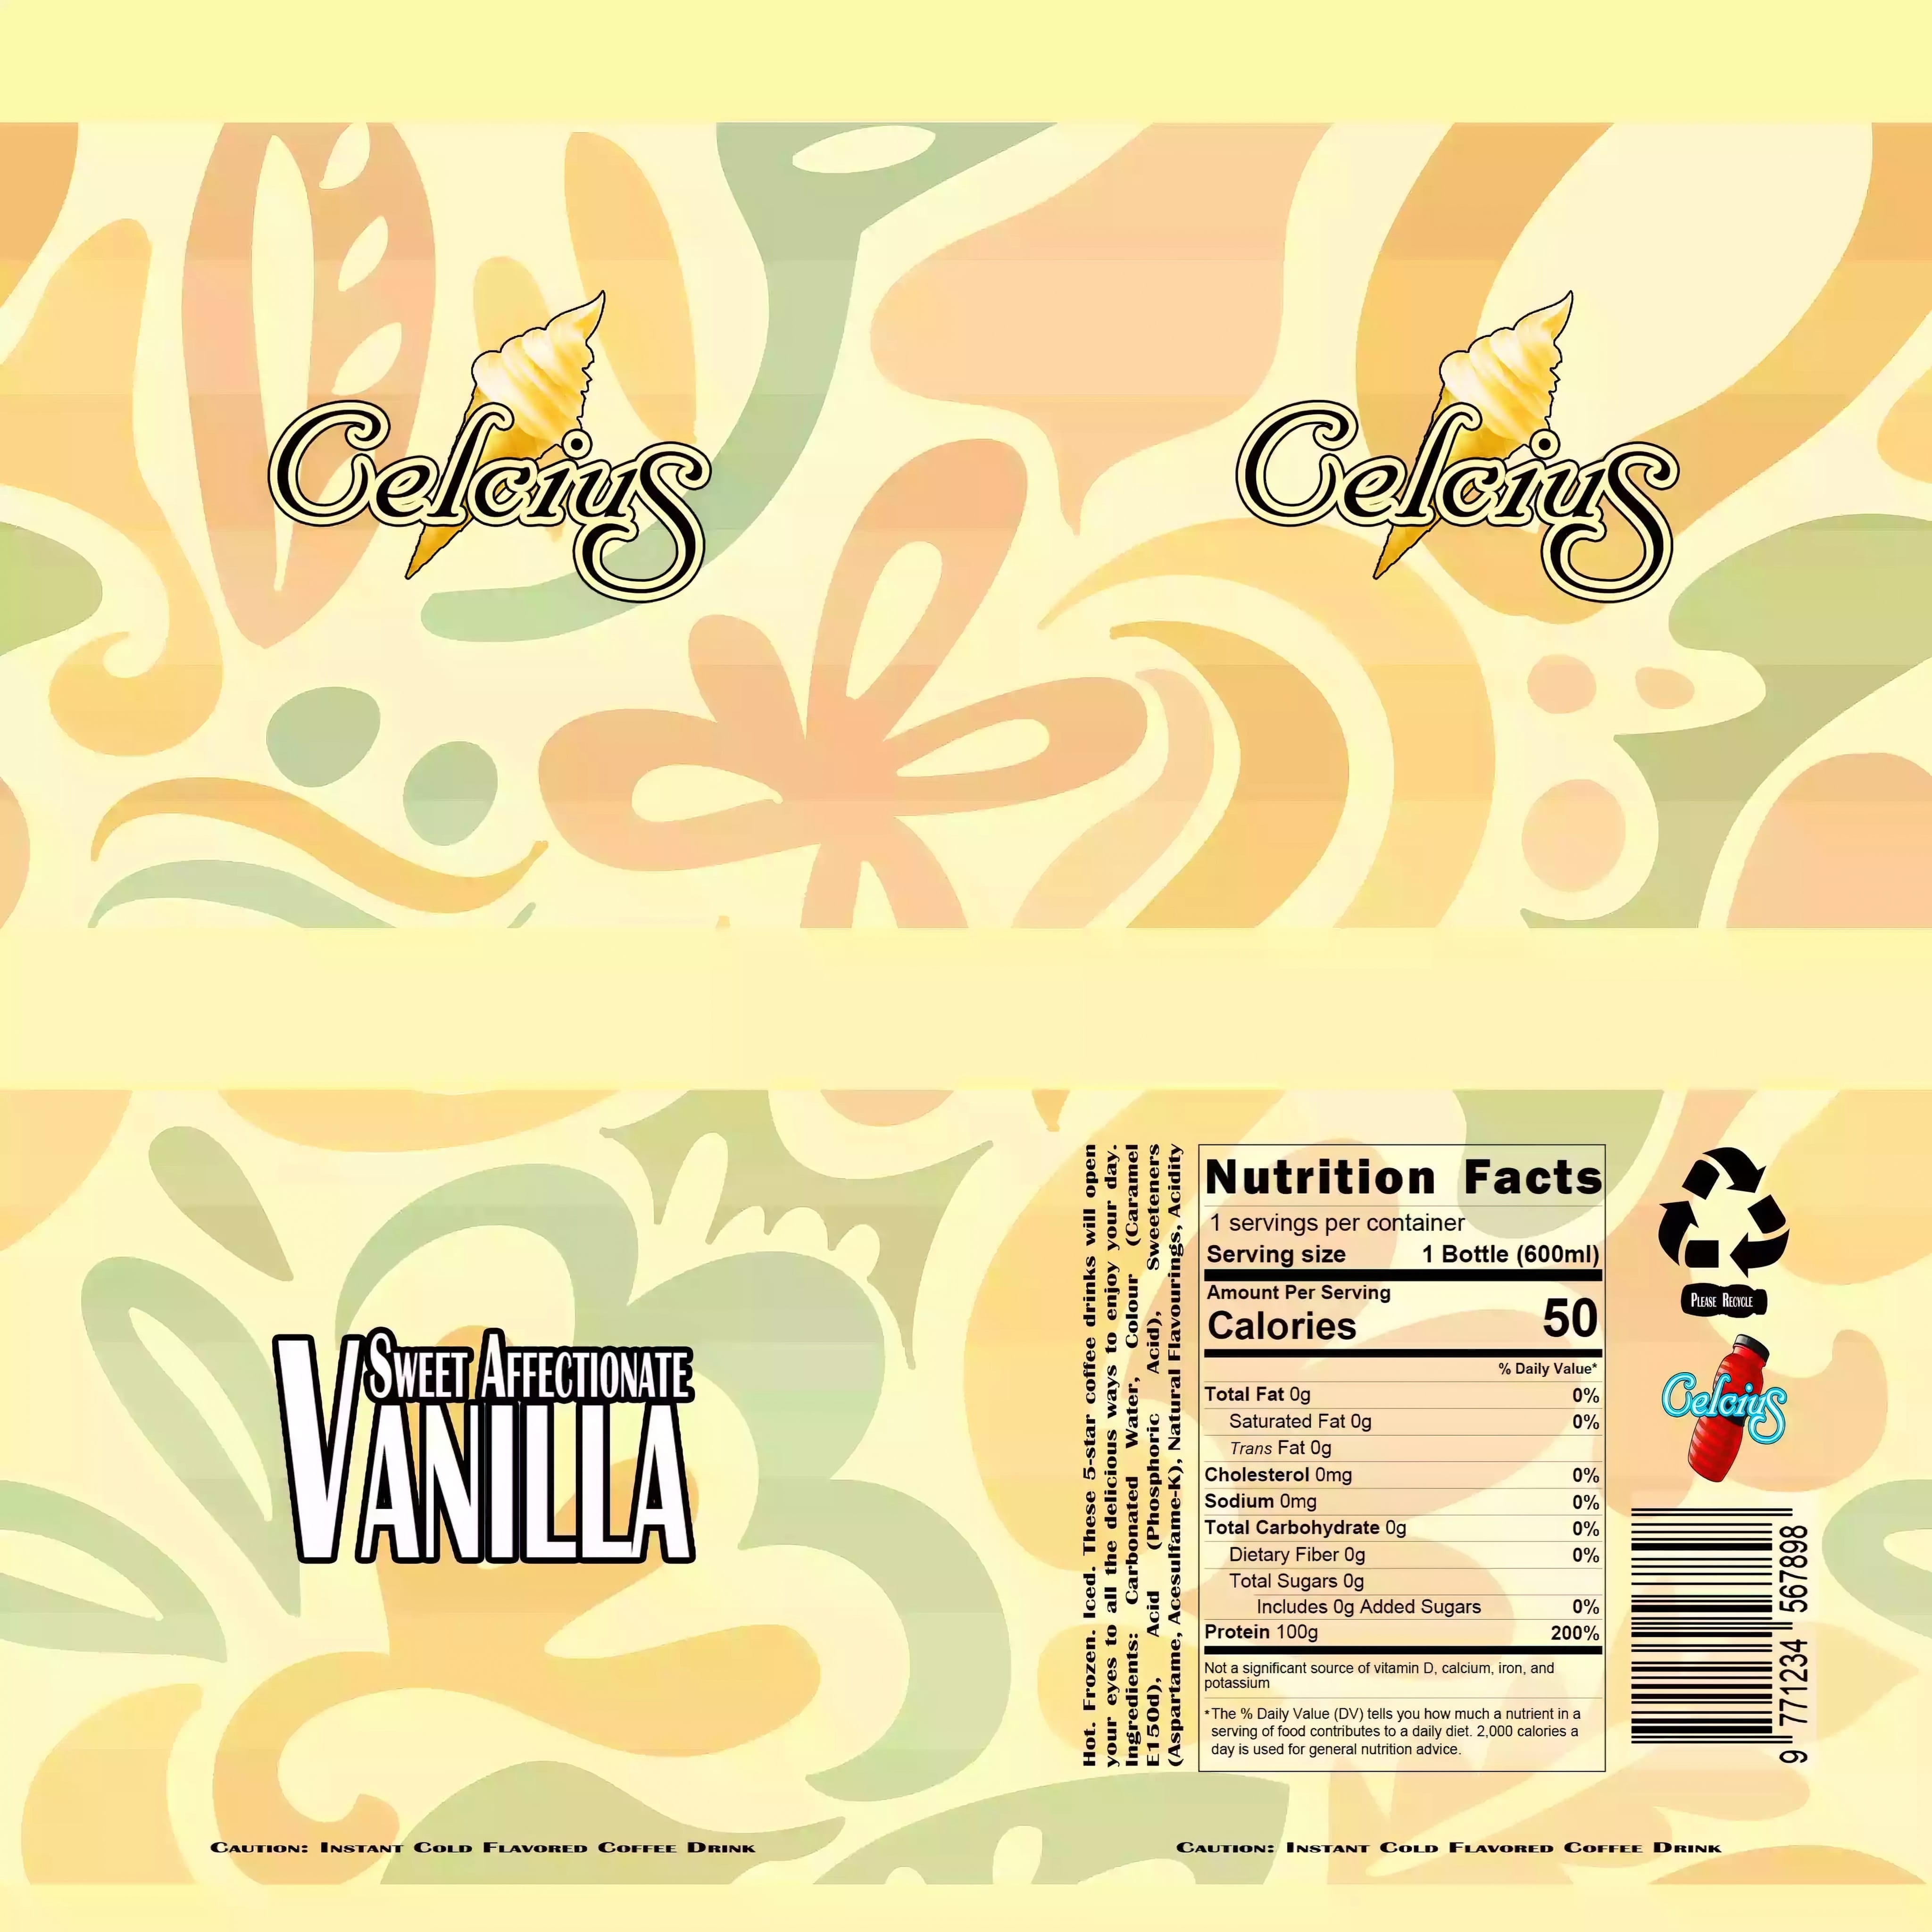 Celcius
Celcius
SWEET AFFECTIONATE
VANILLA
CAUTION: INSTANT COLD FLAVORED COFFEE DRINK
Hot. Frozen. Iced. These 5-star coffee drinks will open
your eyes to all the delicious ways to enjoy your day.
Ingredients: Carbonated Water, Colour (Caramel
E150d), Acid (Phosphoric Acid), Sweeteners
(Aspartame, Acesulfame-K), Natural Flavourings, Acidity
Nutrition Facts
1 servings per container
Serving size 1 Bottle (600ml)
Amount Per Serving
Calories 50
% Daily Value*
Total Fat 0g 0%
Saturated Fat 0g 0%
Trans Fat 0g
Cholesterol 0mg 0%
Sodium 0mg 0%
Total Carbohydrate 0g 0%
Dietary Fiber 0g 0%
Total Sugars 0g
Includes 0g Added Sugars 0%
Protein 100g 200%
Not a significant source of vitamin D, calcium, iron, and
potassium
*The % Daily Value (DV) tells you how much a nutrient in a
serving of food contributes to a daily diet. 2,000 calories a
day is used for general nutrition advice.
PLEASE RECYCLE
Celcius
9 771234 567898
CAUTION: INSTANT COLD FLAVORED COFFEE DRINK